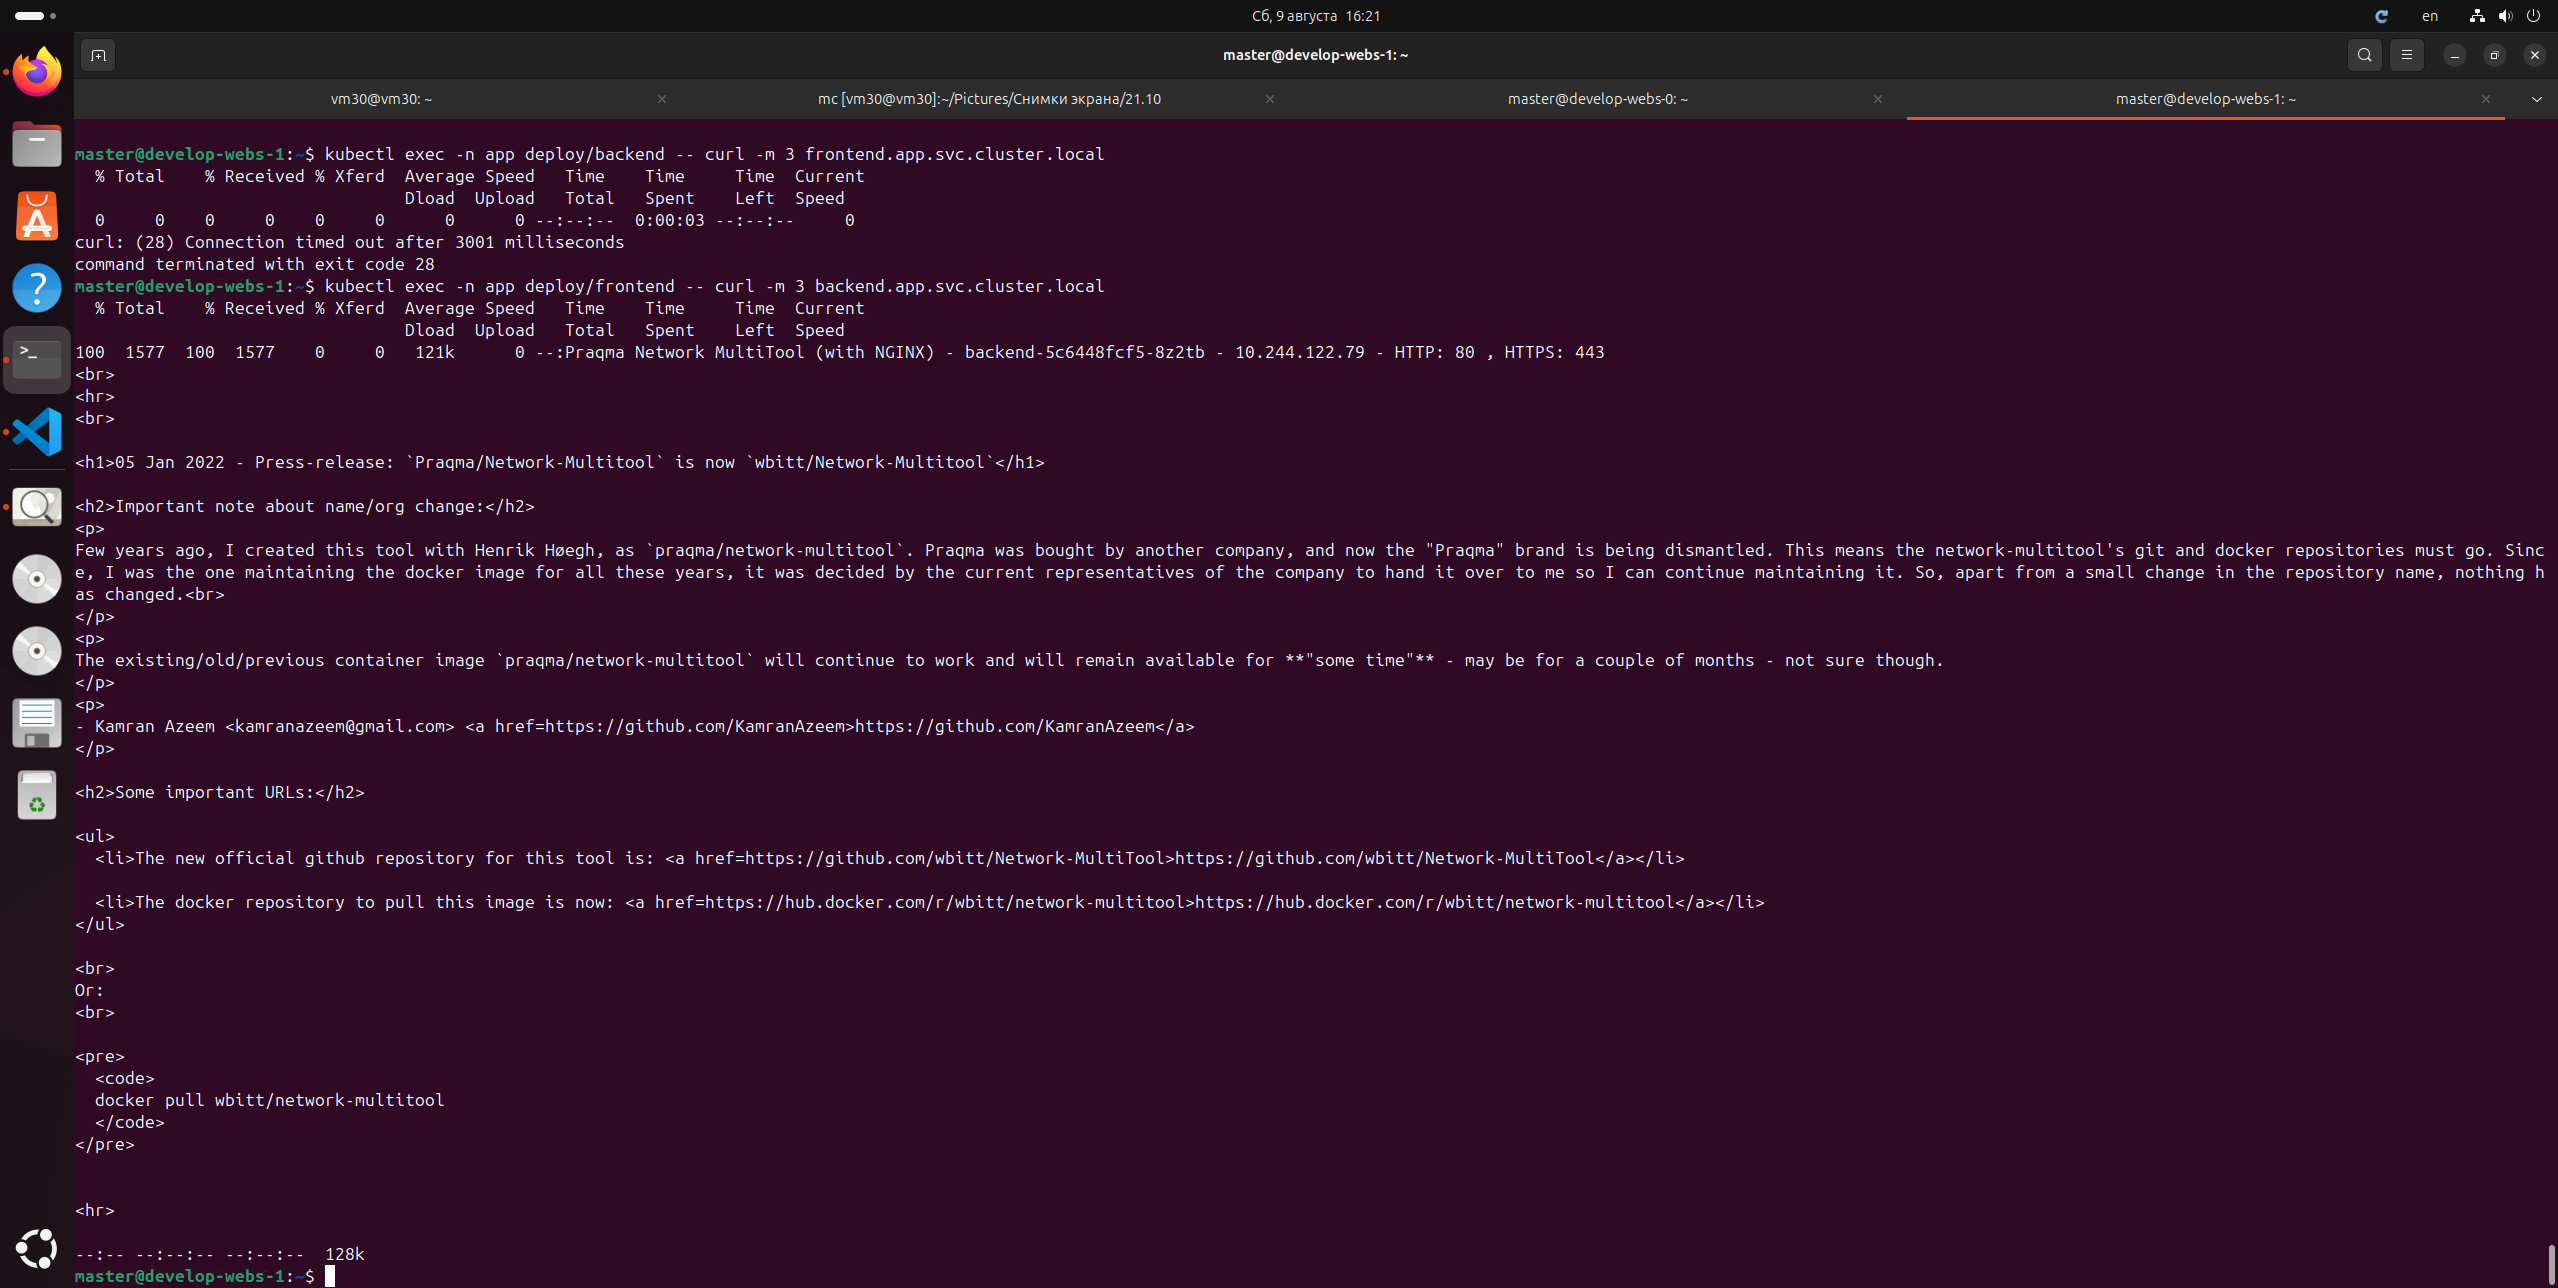 Сб, 9 августа 16:21
en
master@develop-webs-1: ~
vm30@vm30: ~
mc [vm30@vm30]:~/Pictures/Снимки экрана/21.10
master@develop-webs-0: ~
master@develop-webs-1: ~
master@develop-webs-1:~$ kubectl exec -n app deploy/backend -- curl -m 3 frontend.app.svc.cluster.local
  % Total    % Received % Xferd  Average Speed   Time    Time     Time  Current
                                 Dload  Upload   Total   Spent    Left  Speed
  0     0    0     0    0     0      0      0 --:--:--  0:00:03 --:--:--     0
curl: (28) Connection timed out after 3001 milliseconds
command terminated with exit code 28
master@develop-webs-1:~$ kubectl exec -n app deploy/frontend -- curl -m 3 backend.app.svc.cluster.local
  % Total    % Received % Xferd  Average Speed   Time    Time     Time  Current
                                 Dload  Upload   Total   Spent    Left  Speed
100  1577  100  1577    0     0   121k      0 --:Praqma Network MultiTool (with NGINX) - backend-5c6448fcf5-8z2tb - 10.244.122.79 - HTTP: 80 , HTTPS: 443
<br>
<hr>
<br>
<h1>05 Jan 2022 - Press-release: `Praqma/Network-Multitool` is now `wbitt/Network-Multitool`</h1>
<h2>Important note about name/org change:</h2>
<p>
Few years ago, I created this tool with Henrik Høegh, as `praqma/network-multitool`. Praqma was bought by another company, and now the "Praqma" brand is being dismantled. This means the network-multitool's git and docker repositories must go. Sinc
e, I was the one maintaining the docker image for all these years, it was decided by the current representatives of the company to hand it over to me so I can continue maintaining it. So, apart from a small change in the repository name, nothing h
as changed.<br>
</p>
<p>
The existing/old/previous container image `praqma/network-multitool` will continue to work and will remain available for **"some time"** - may be for a couple of months - not sure though.
</p>
<p>
- Kamran Azeem <kamranazeem@gmail.com> <a href=https://github.com/KamranAzeem>https://github.com/KamranAzeem</a>
</p>
<h2>Some important URLs:</h2>
<ul>
  <li>The new official github repository for this tool is: <a href=https://github.com/wbitt/Network-MultiTool>https://github.com/wbitt/Network-MultiTool</a></li>
  <li>The docker repository to pull this image is now: <a href=https://hub.docker.com/r/wbitt/network-multitool>https://hub.docker.com/r/wbitt/network-multitool</a></li>
</ul>
<br>
Or:
<br>
<pre>
  <code>
  docker pull wbitt/network-multitool
  </code>
</pre>
<hr>
--:-- --:--:-- --:--:--  128k
master@develop-webs-1:~$